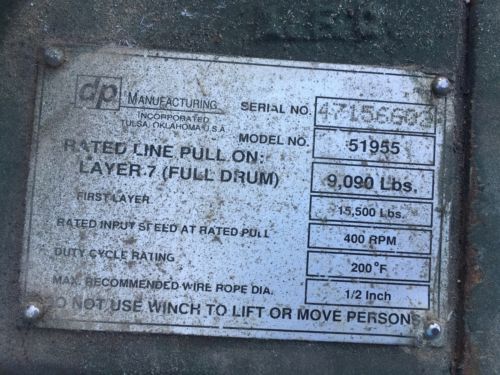 dp MANUFACTURING
INCORPORATED
TULSA, OKLAHOMA U.S.A.
SERIAL NO.
MODEL NO. 51955
RATED LINE PULL ON:
LAYER 7 (FULL DRUM) 9,090 Lbs.
FIRST LAYER 15,500 Lbs.
RATED INPUT SPEED AT RATED PULL 400 RPM
DUTY CYCLE RATING 200°F
MAX. RECOMMENDED WIRE ROPE DIA. 1/2 Inch
DO NOT USE WINCH TO LIFT OR MOVE PERSONS